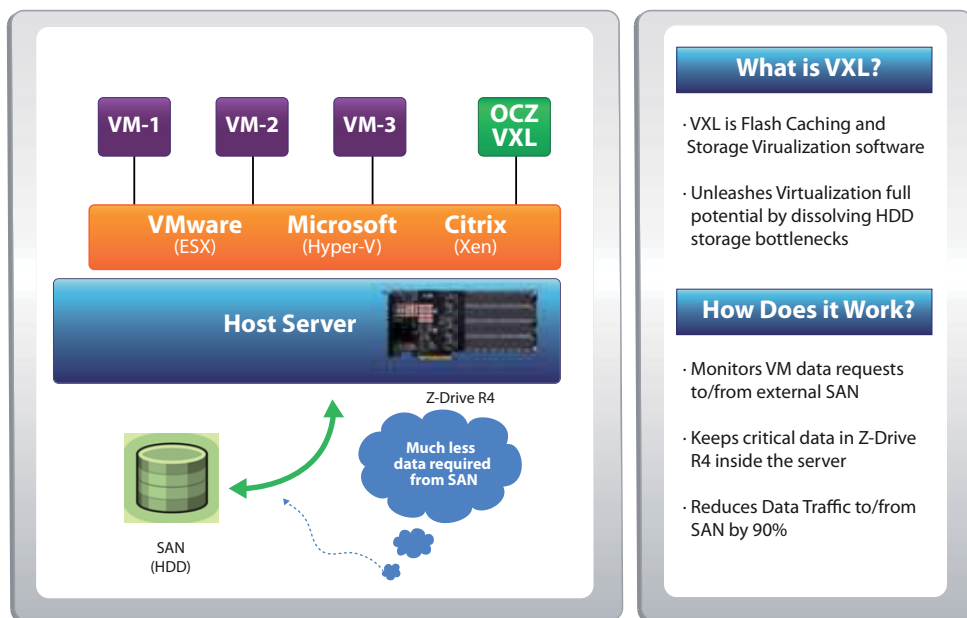 VM-1
VM-2
VM-3
OCZ
VXL
VMware
(ESX)
Microsoft
(Hyper-V)
Citrix
(Xen)
Host Server
Z-Drive R4
Much less
data required
from SAN
SAN
(HDD)
What is VXL?
· VXL is Flash Caching and
Storage Virualization software
· Unleashes Virtualization full
potential by dissolving HDD
storage bottlenecks
How Does it Work?
· Monitors VM data requests
to/from external SAN
· Keeps critical data in Z-Drive
R4 inside the server
· Reduces Data Traffic to/from
SAN by 90%